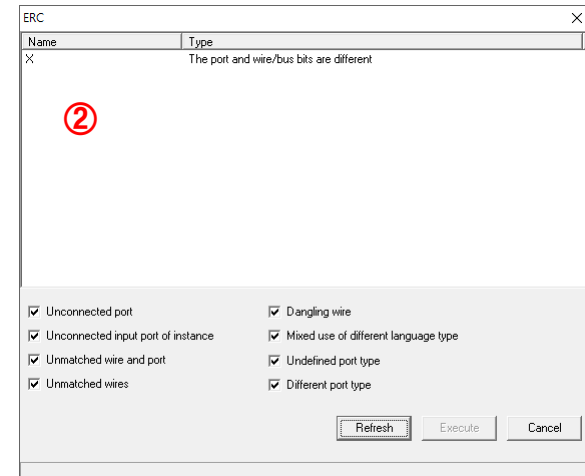 ERC
Name Type
X The port and wire/bus bits are different
②
Unconnected port Dangling wire
Unconnected input port of instance Mixed use of different language type
Unmatched wire and port Undefined port type
Unmatched wires Different port type
Refresh Execute Cancel